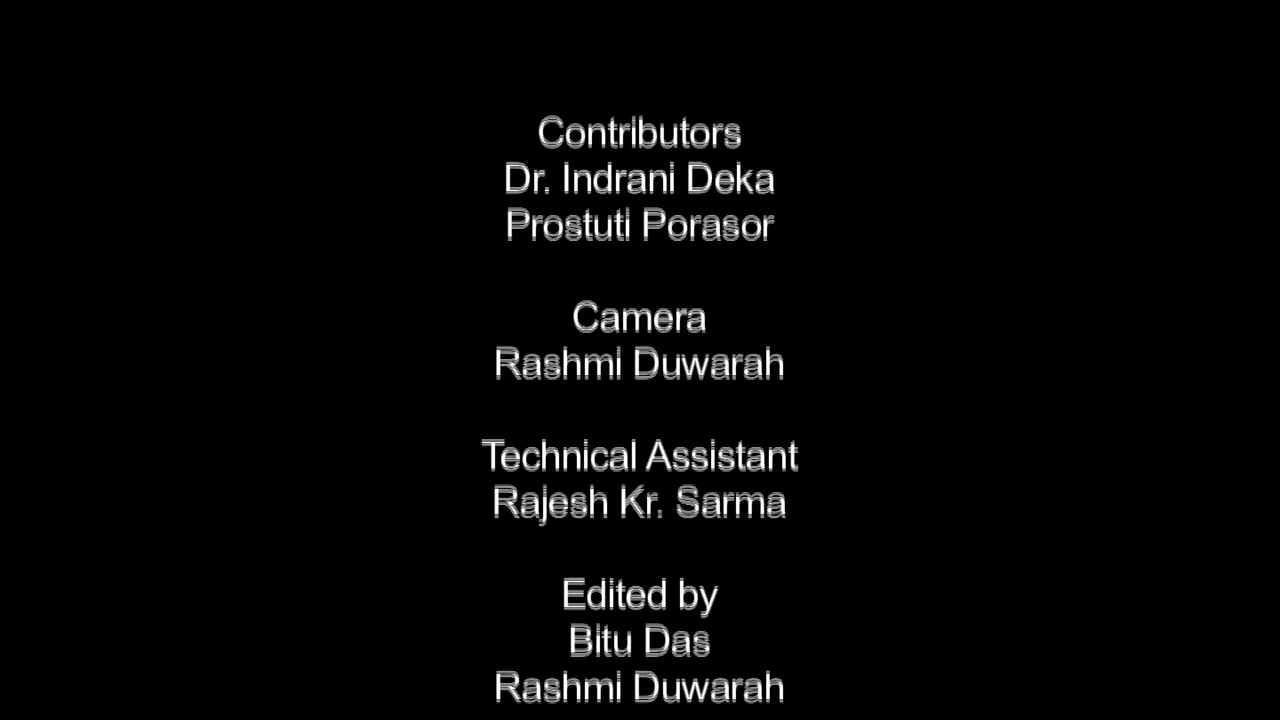 Contributors
Dr. Indrani Deka
Prostuti Porasor
Camera
Rashmi Duwarah
Technical Assistant
Rajesh Kr. Sarma
Edited by
Bitu Das
Rashmi Duwarah